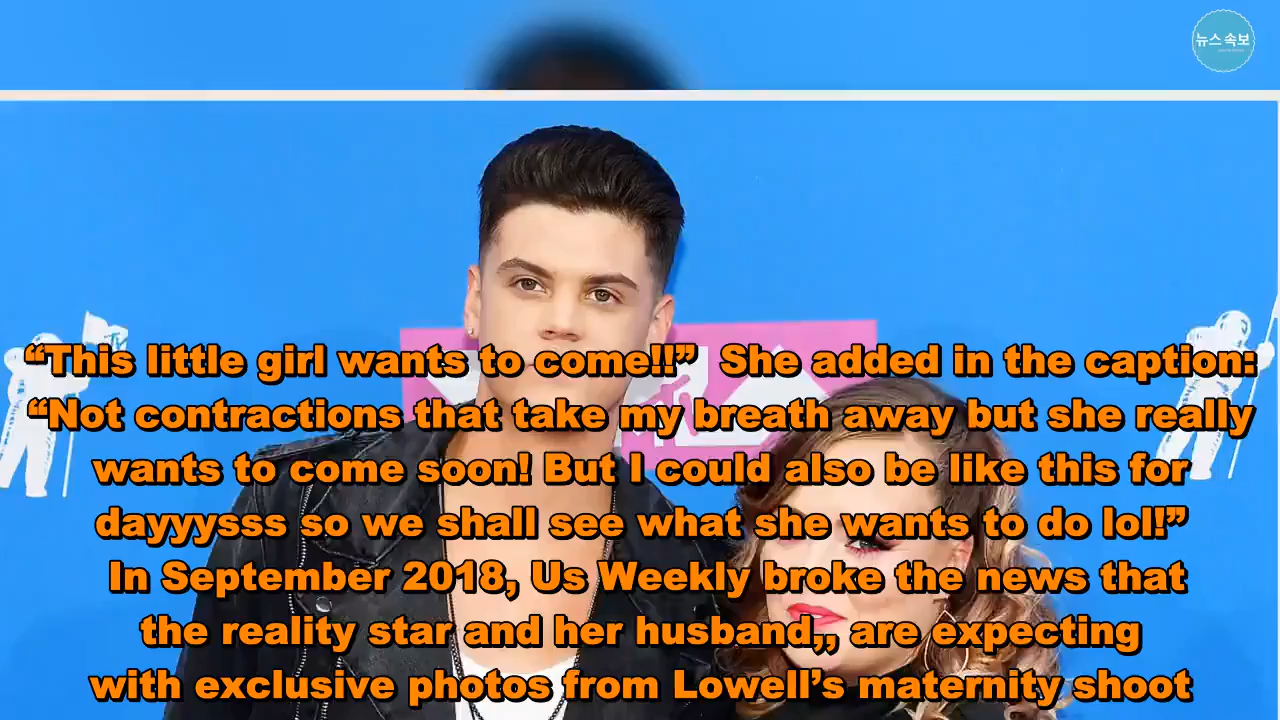 뉴스 속보
“This little girl wants to come!!” She added in the caption:
“Not contractions that take my breath away but she really
wants to come soon! But I could also be like this for
dayyysss so we shall see what she wants to do lol!”
In September 2018, Us Weekly broke the news that
the reality star and her husband,, are expecting
with exclusive photos from Lowell’s maternity shoot